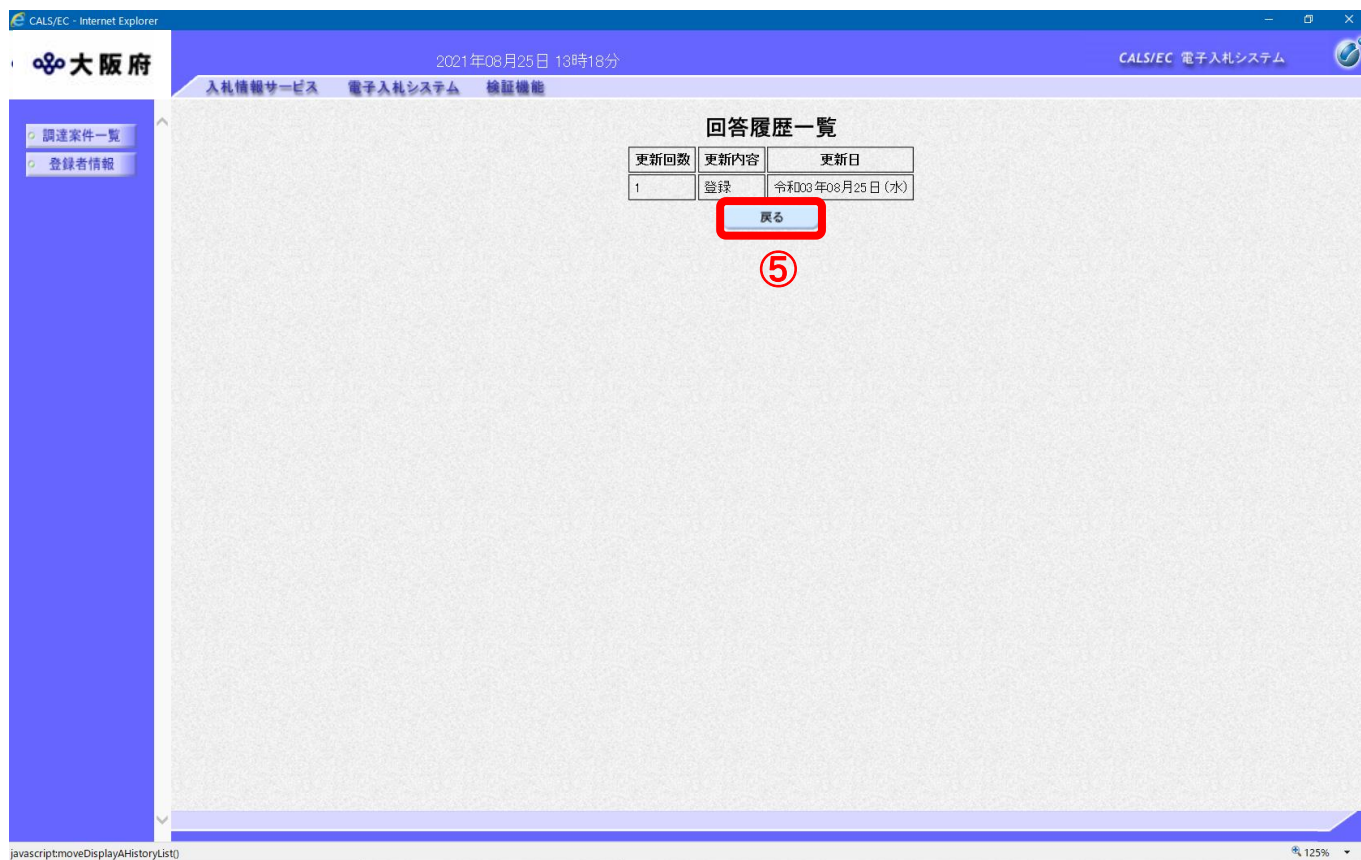 CALS/EC - Internet Explorer
大阪府
2021年08月25日 13時18分
CALS/EC 電子入札システム
入札情報サービス 電子入札システム 検証機能
調達案件一覧
登録者情報
回答履歴一覧
更新回数 更新内容 更新日
1 登録 令和03年08月25日(水)
戻る
⑤
javascript:moveDisplayAHistoryList()
125%